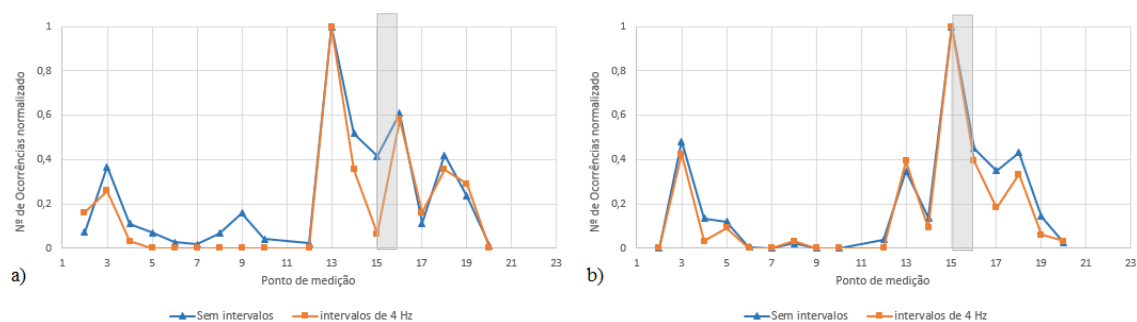 Nº de Ocorrências normalizado
1
0,8
0,6
0,4
0,2
0
1 3 5 7 9 11 13 15 17 19 21 23
Ponto de medição
a)
Sem intervalos intervalos de 4 Hz
Nº de Ocorrências normalizado
1
0,8
0,6
0,4
0,2
0
1 3 5 7 9 11 13 15 17 19 21 23
Ponto de medição
b)
Sem intervalos intervalos de 4 Hz